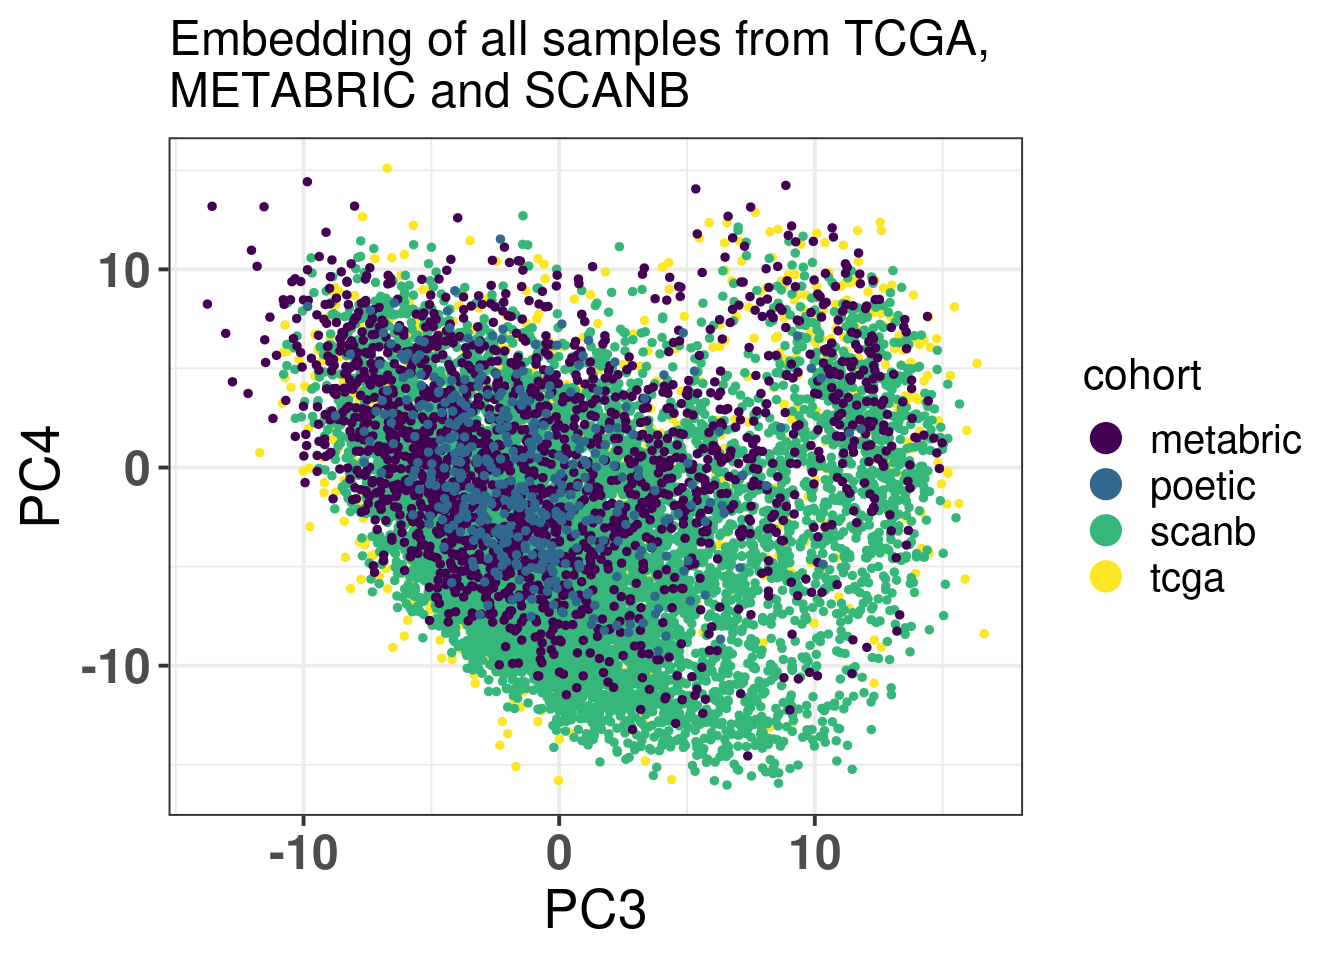 Embedding of all samples from TCGA,
METABRIC and SCANB
10
0
-10
PC4
-10
0
10
PC3
cohort
metabric
poetic
scanb
tcga